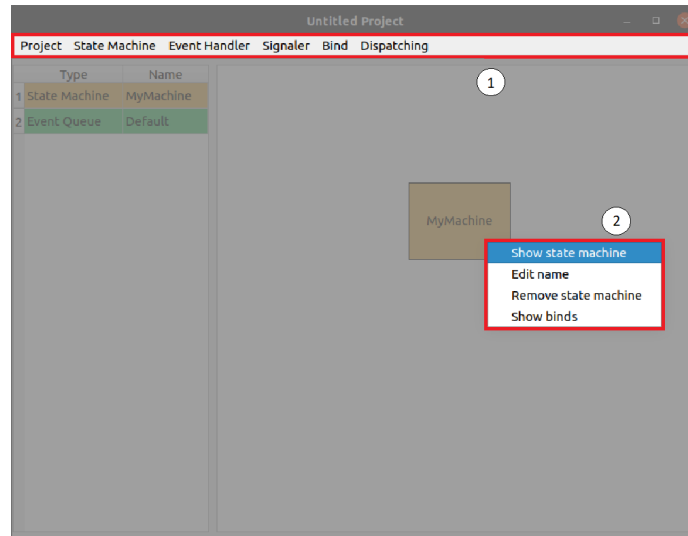 Untitled Project
Project State Machine Event Handler Signaler Bind Dispatching
Type Name
1 State Machine MyMachine
2 Event Queue Default
1
MyMachine
2
Show state machine
Edit name
Remove state machine
Show binds